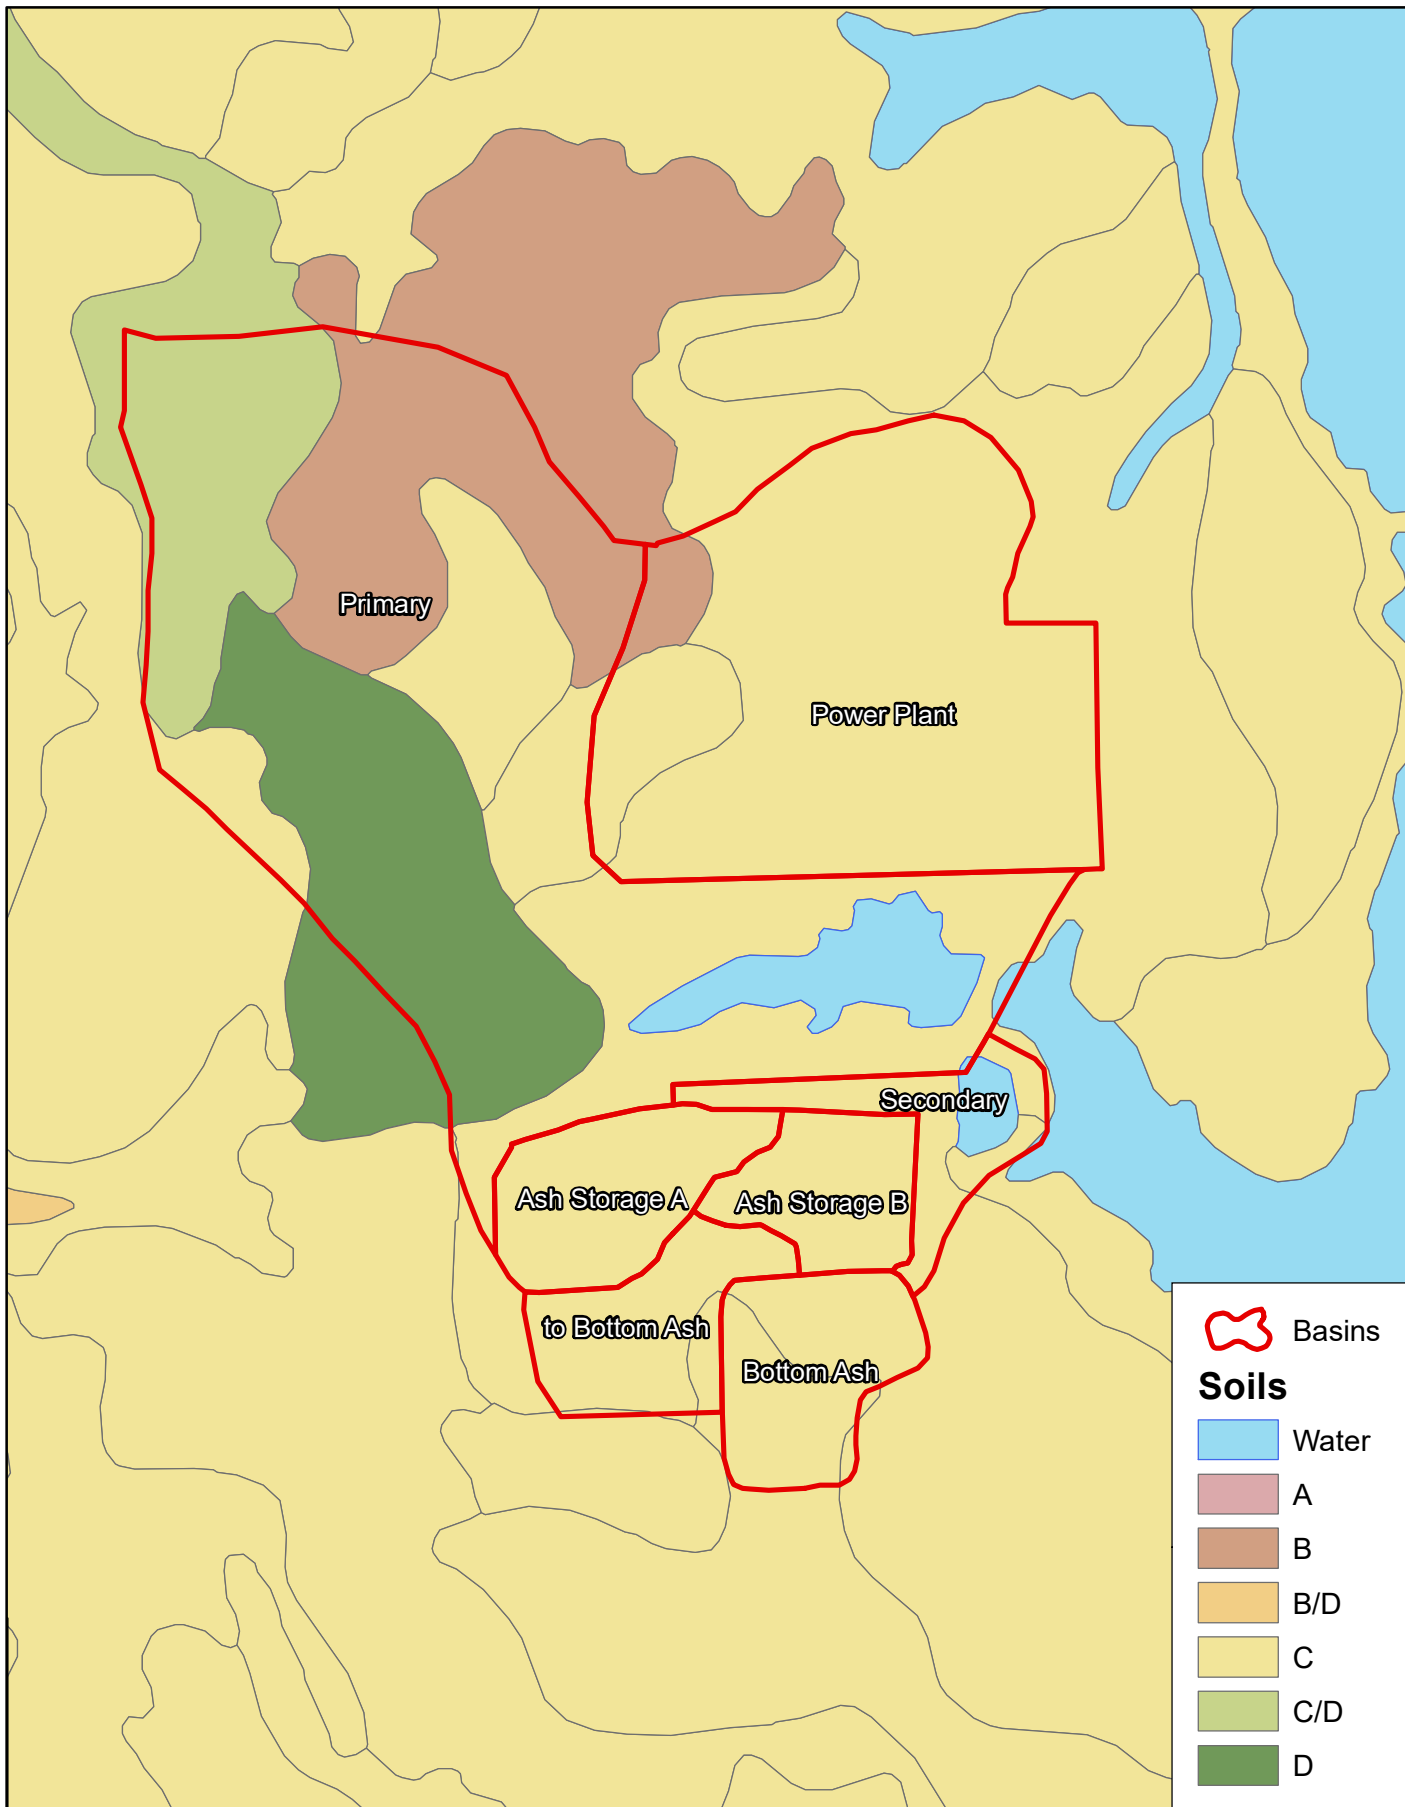 Primary
Power Plant
Secondary
Ash Storage A
Ash Storage B
to Bottom Ash
Bottom Ash
Basins
Soils
Water
A
B
B/D
C
C/D
D